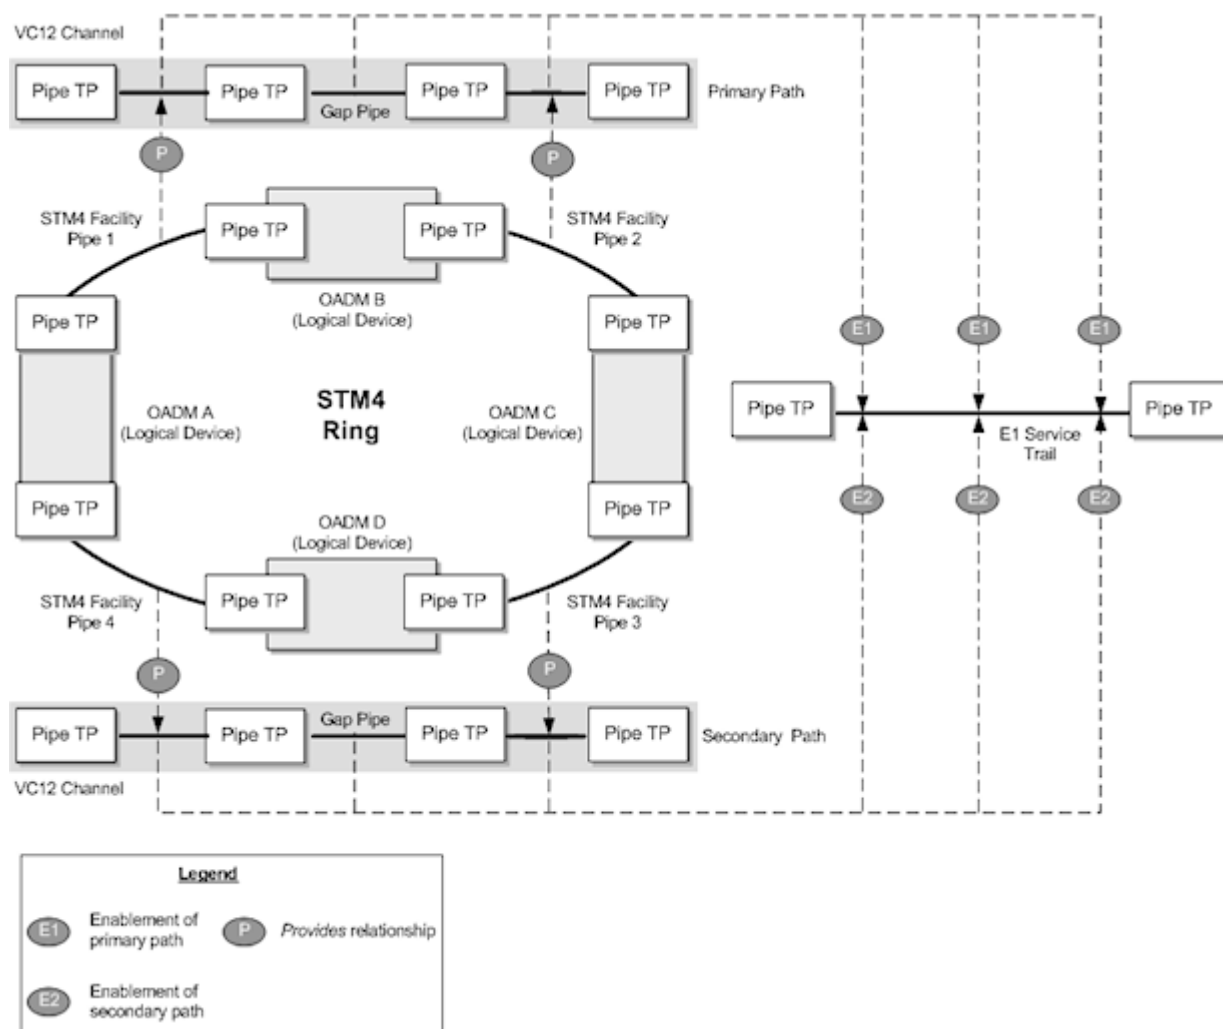 VC12 Channel
Pipe TP
Pipe TP
Pipe TP
Pipe TP
Primary Path
Gap Pipe
P
P
STM4 Facility
Pipe 1
Pipe TP
Pipe TP
STM4 Facility
Pipe 2
OADM B
(Logical Device)
Pipe TP
Pipe TP
E1
E1
E1
STM4
Ring
OADM A
(Logical Device)
OADM C
(Logical Device)
Pipe TP
Pipe TP
E1 Service
Trail
Pipe TP
Pipe TP
E2
E2
E2
OADM D
(Logical Device)
STM4 Facility
Pipe 4
Pipe TP
Pipe TP
STM4 Facility
Pipe 3
P
P
Pipe TP
Pipe TP
Gap Pipe
Pipe TP
Pipe TP
Secondary Path
VC12 Channel
Legend
E1
Enablement of
primary path
P
Provides relationship
E2
Enablement of
secondary path